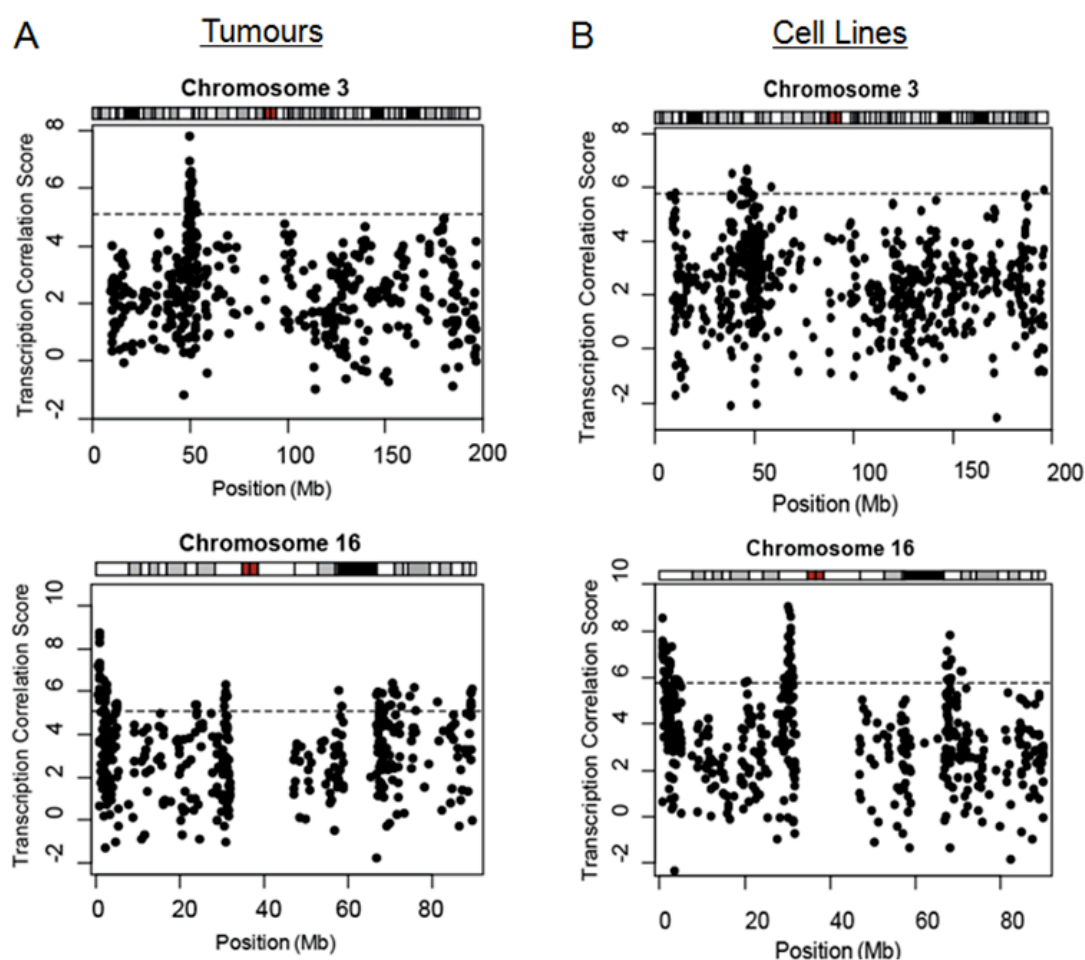 A
Tumours
Chromosome 3
Transcription Correlation Score
8
6
4
2
0
-2
0 50 100 150 200
Position (Mb)
Chromosome 16
Transcription Correlation Score
10
8
6
4
2
0
-2
0 20 40 60 80
Position (Mb)
B
Cell Lines
Chromosome 3
Transcription Correlation Score
8
6
4
2
0
-2
0 50 100 150 200
Position (Mb)
Chromosome 16
Transcription Correlation Score
10
8
6
4
2
0
-2
0 20 40 60 80
Position (Mb)